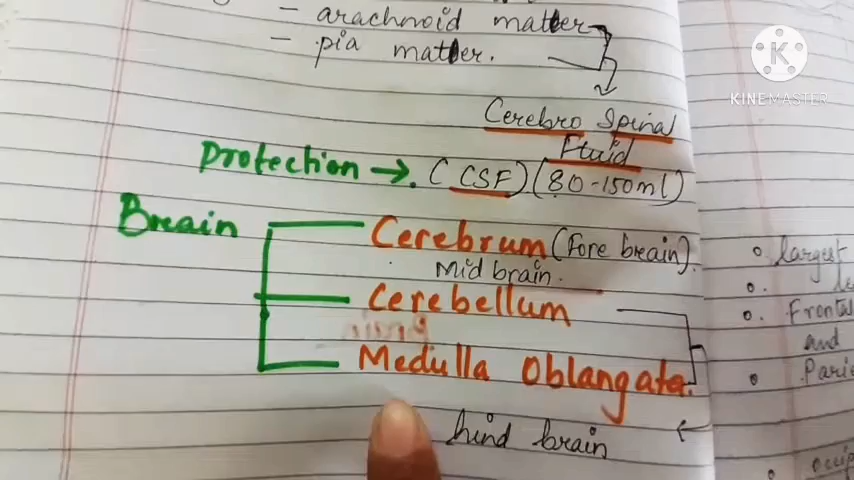 - arachnoid matter
- pia matter.
Cerebro Spinal
Fluid
Protection → (CSF) (80-150ml)
Brain
Cerebrum (Fore brain).
Mid brain.
Cerebellum
Medulla Oblangata.
hind brain
largest
Frontal
and
KINEMASTER